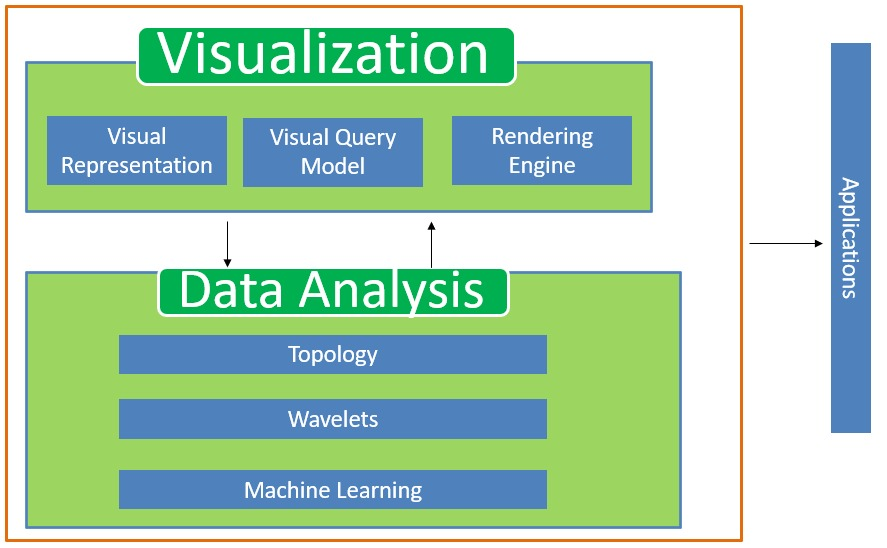 Visualization
Visual
Representation
Visual Query
Model
Rendering
Engine
Data Analysis
Topology
Wavelets
Machine Learning
Applications